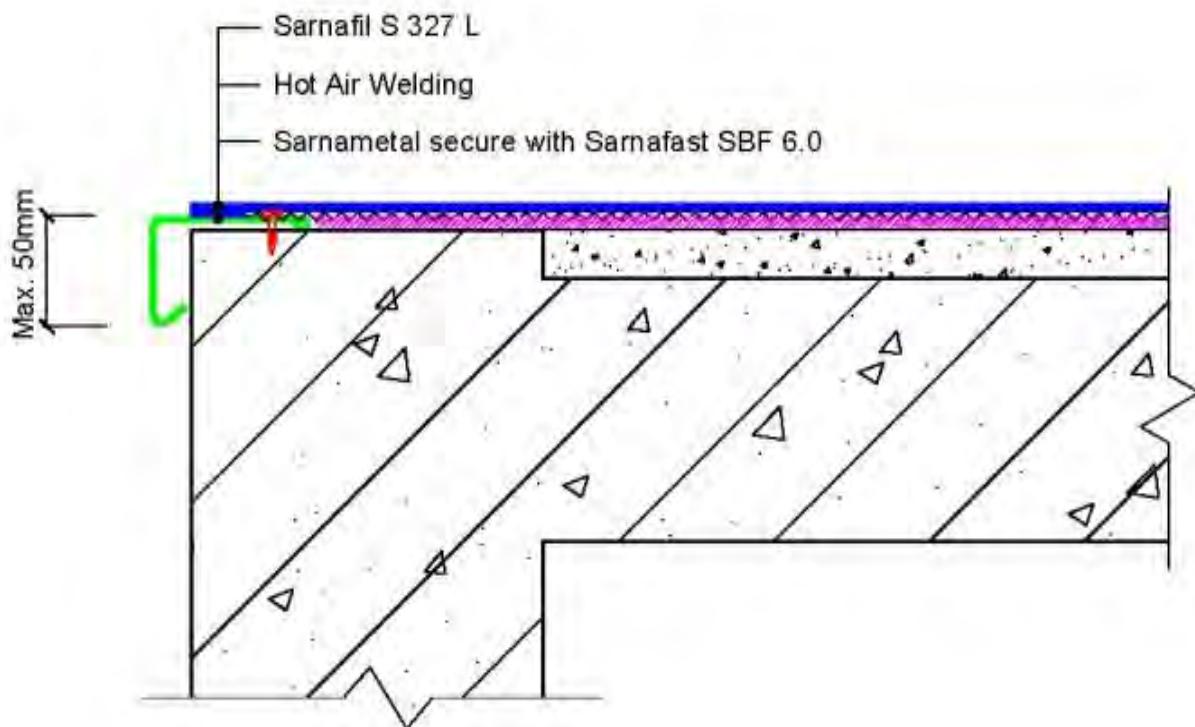 Sarnafil S 327 L
Hot Air Welding
Sarnametal secure with Sarnafast SBF 6.0
Max. 50mm